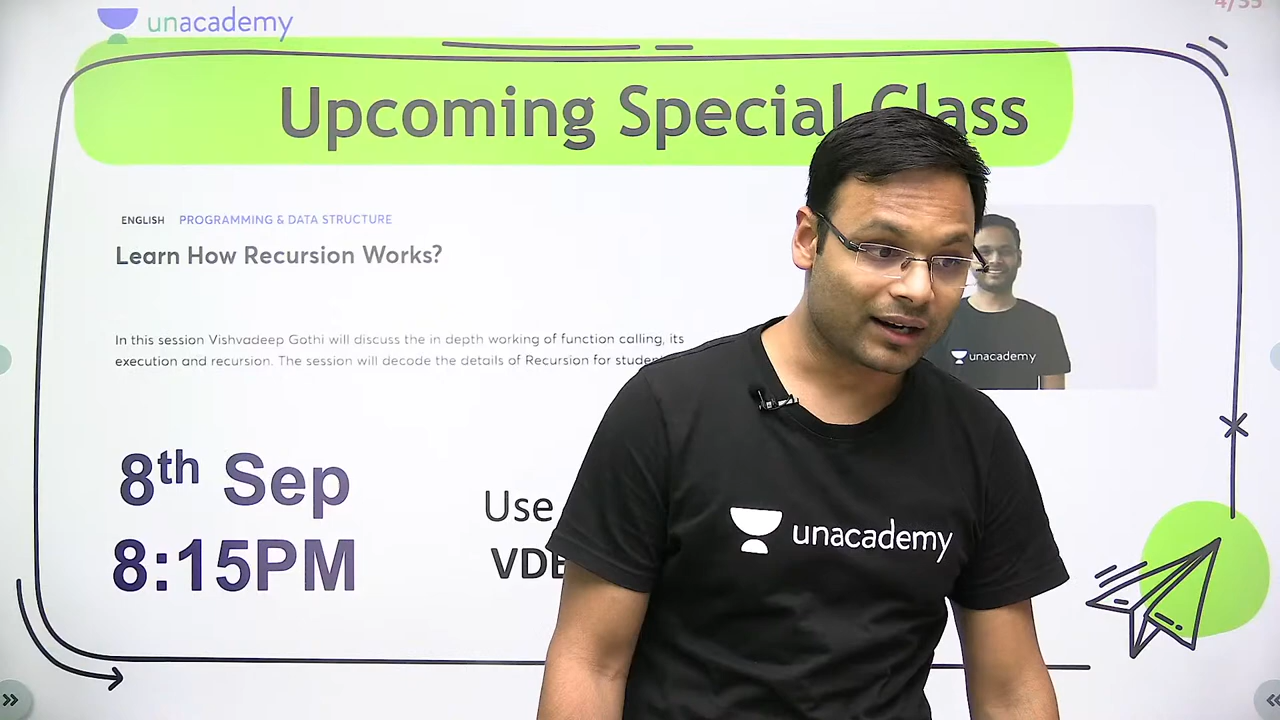 unacademy
4/35
Upcoming Special Class
ENGLISH PROGRAMMING & DATA STRUCTURE
Learn How Recursion Works?
In this session Vishvadeep Gothi will discuss the in depth working of function calling, its
execution and recursion. The session will decode the details of Recursion for
unacademy
8th Sep
8:15PM
Use
unacademy